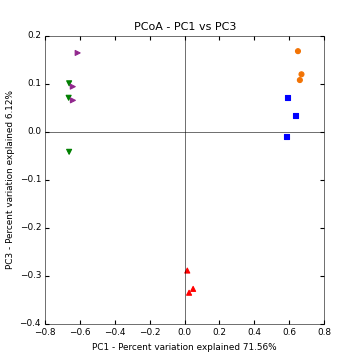 PCoA - PC1 vs PC3
0.2
0.1
0.0
−0.1
−0.2
−0.3
−0.4
PC3 - Percent variation explained 6.12%
−0.8 −0.6 −0.4 −0.2 0.0 0.2 0.4 0.6 0.8
PC1 - Percent variation explained 71.56%